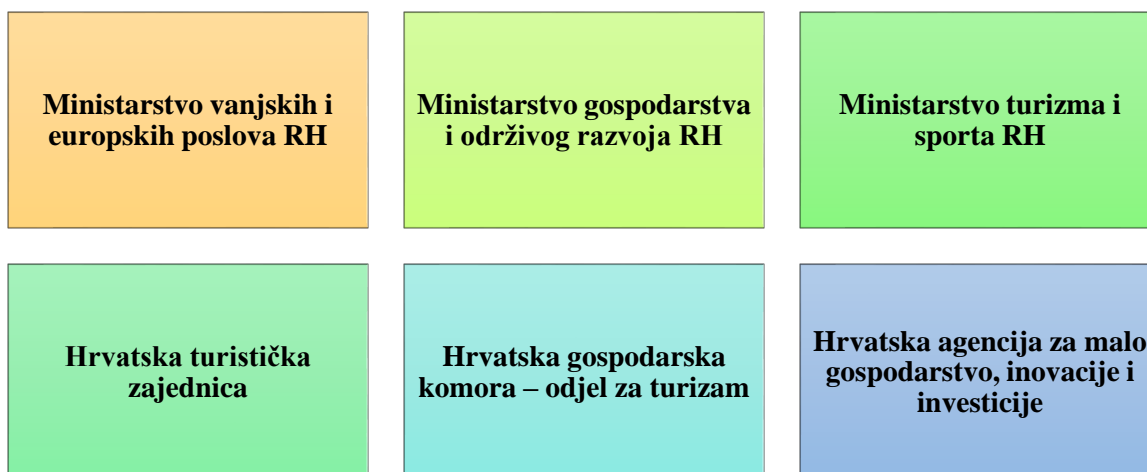 Ministarstvo vanjskih i
europskih poslova RH
Ministarstvo gospodarstva
i održivog razvoja RH
Ministarstvo turizma i
sporta RH
Hrvatska turistička
zajednica
Hrvatska gospodarska
komora – odjel za turizam
Hrvatska agencija za malo
gospodarstvo, inovacije i
investicije